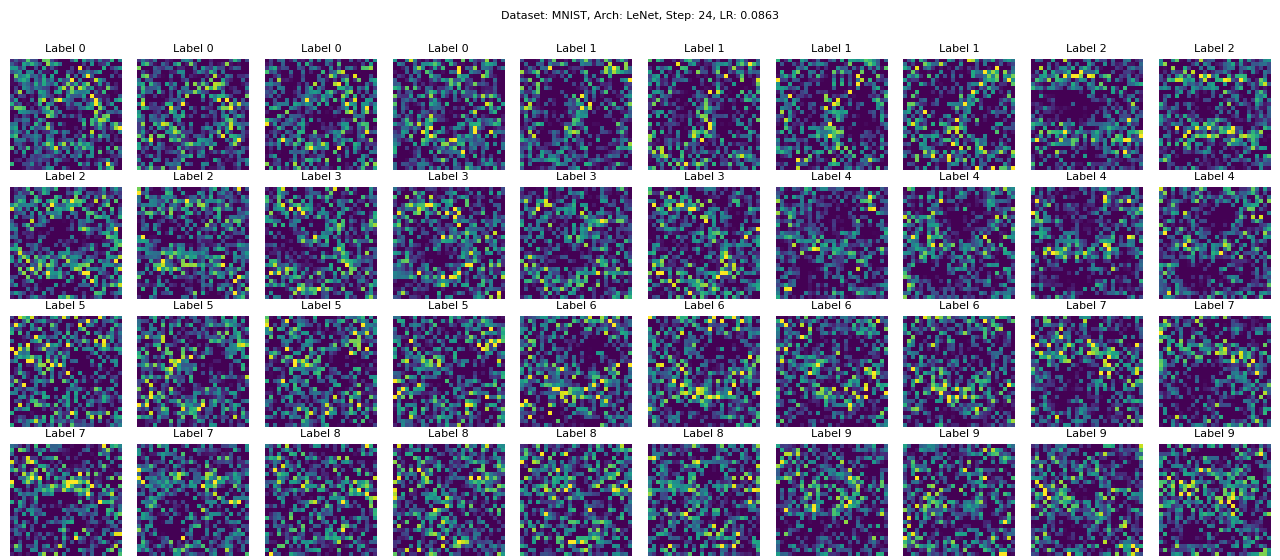 Dataset: MNIST, Arch: LeNet, Step: 24, LR: 0.0863
Label 0 Label 0 Label 0 Label 0 Label 1 Label 1 Label 1 Label 1 Label 2 Label 2
Label 2 Label 2 Label 3 Label 3 Label 3 Label 3 Label 4 Label 4 Label 4 Label 4
Label 5 Label 5 Label 5 Label 5 Label 6 Label 6 Label 6 Label 6 Label 7 Label 7
Label 7 Label 7 Label 8 Label 8 Label 8 Label 8 Label 9 Label 9 Label 9 Label 9